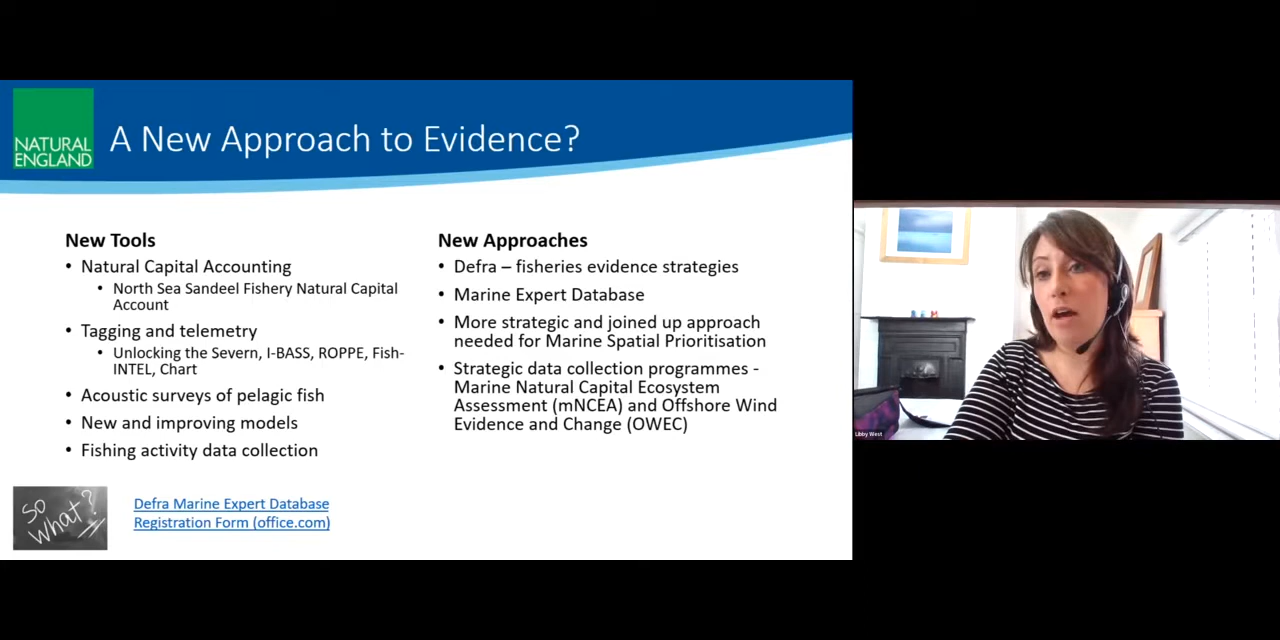 NATURAL
ENGLAND
A New Approach to Evidence?
New Tools
• Natural Capital Accounting
• North Sea Sandeel Fishery Natural Capital
Account
• Tagging and telemetry
• Unlocking the Severn, I-BASS, ROPPE, Fish-
INTEL, Chart
• Acoustic surveys of pelagic fish
• New and improving models
• Fishing activity data collection
New Approaches
• Defra – fisheries evidence strategies
• Marine Expert Database
• More strategic and joined up approach
needed for Marine Spatial Prioritisation
• Strategic data collection programmes -
Marine Natural Capital Ecosystem
Assessment (mNCEA) and Offshore Wind
Evidence and Change (OWEC)
So
What?
Defra Marine Expert Database
Registration Form (office.com)
Libby West